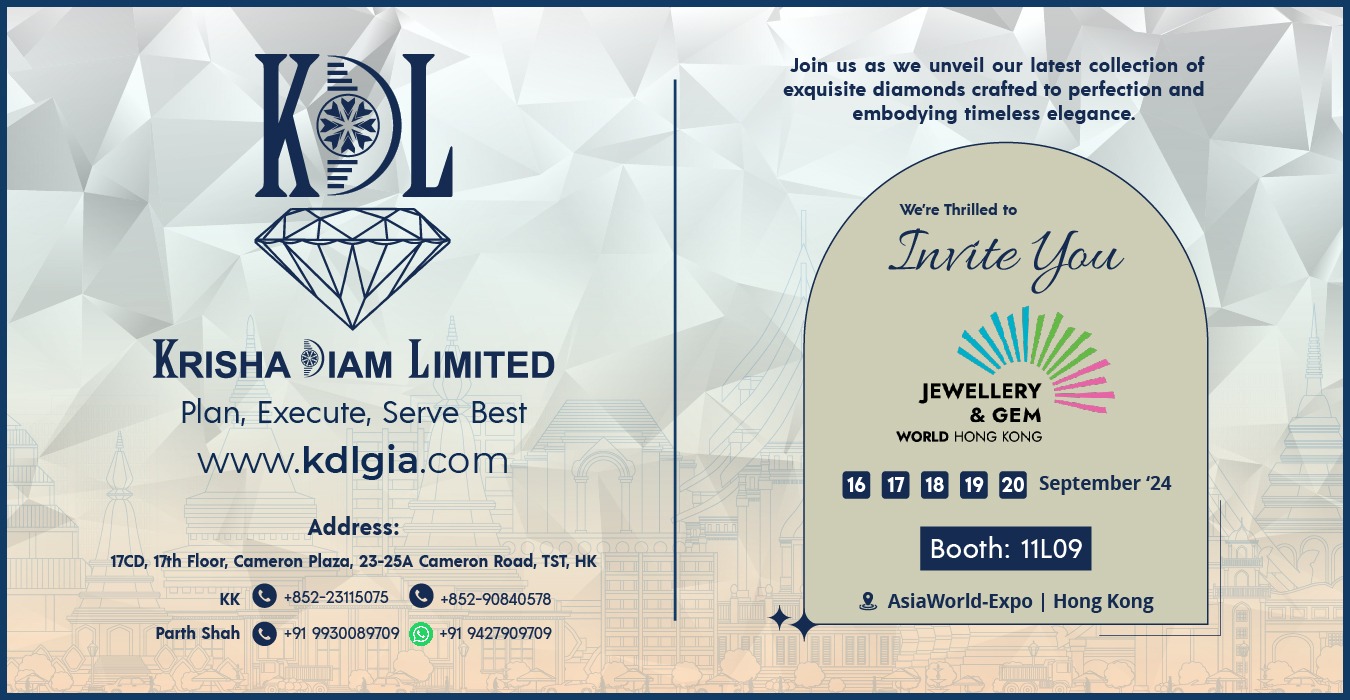 KDL
KRISHA DIAM LIMITED
Plan, Execute, Serve Best
www.kdlgia.com
Address:
17CD, 17th Floor, Cameron Plaza, 23-25A Cameron Road, TST, HK
KK +852-23115075 +852-90840578
Parth Shah +91 9930089709 +91 9427909709
Join us as we unveil our latest collection of
exquisite diamonds crafted to perfection and
embodying timeless elegance.
We're Thrilled to
Invite You
JEWELLERY
& GEM
WORLD HONG KONG
16 17 18 19 20 September '24
Booth: 11L09
AsiaWorld-Expo | Hong Kong